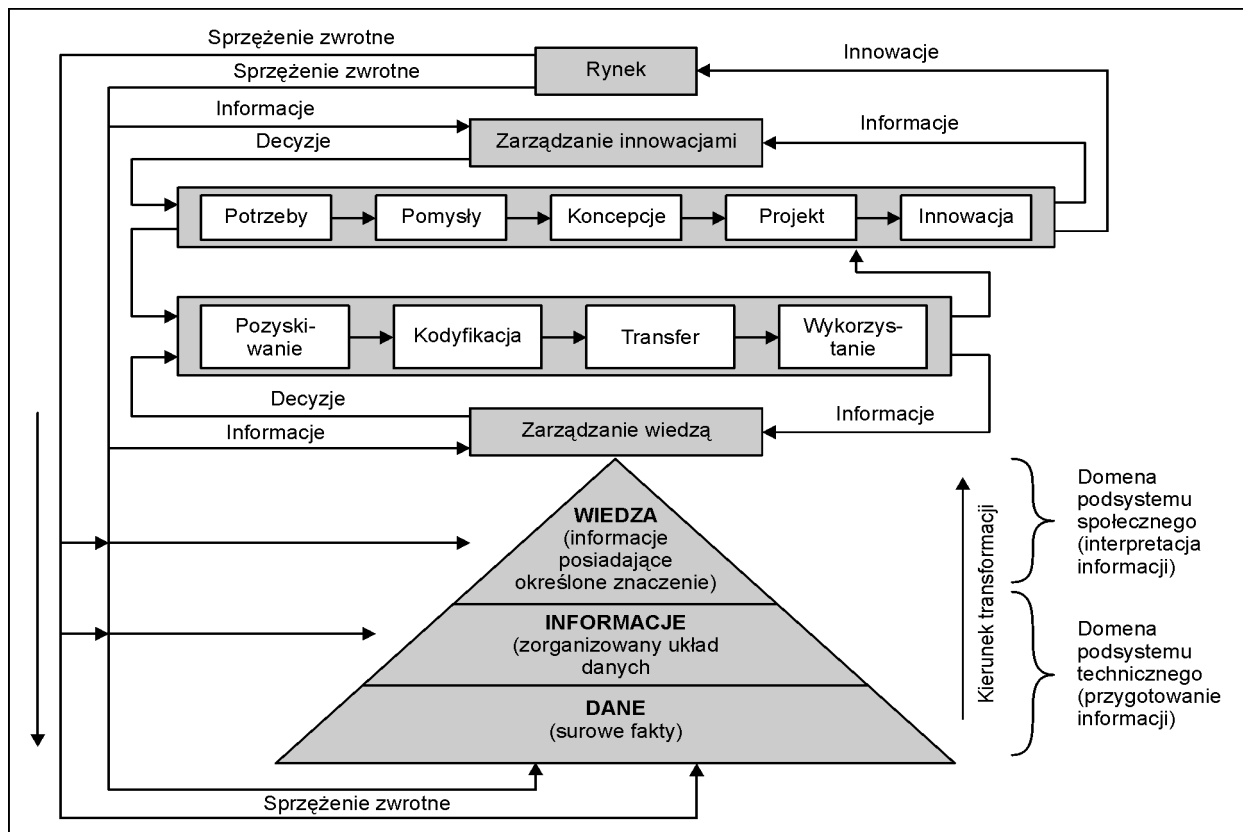 Sprzężenie zwrotne
Rynek
Innowacje
Sprzężenie zwrotne
Informacje
Zarządzanie innowacjami
Informacje
Decyzje
Potrzeby
Pomysły
Koncepcje
Projekt
Innowacja
Pozyski-
wanie
Kodyfikacja
Transfer
Wykorzys-
tanie
Decyzje
Informacje
Zarządzanie wiedzą
Informacje
WIEDZA
(informacje
posiadające
określone znaczenie)
INFORMACJE
(zorganizowany układ
danych
DANE
(surowe fakty)
Kierunek transformacji
Domena
podsystemu
społecznego
(interpretacja
informacji)
Domena
podsystemu
technicznego
(przygotowanie
informacji)
Sprzężenie zwrotne